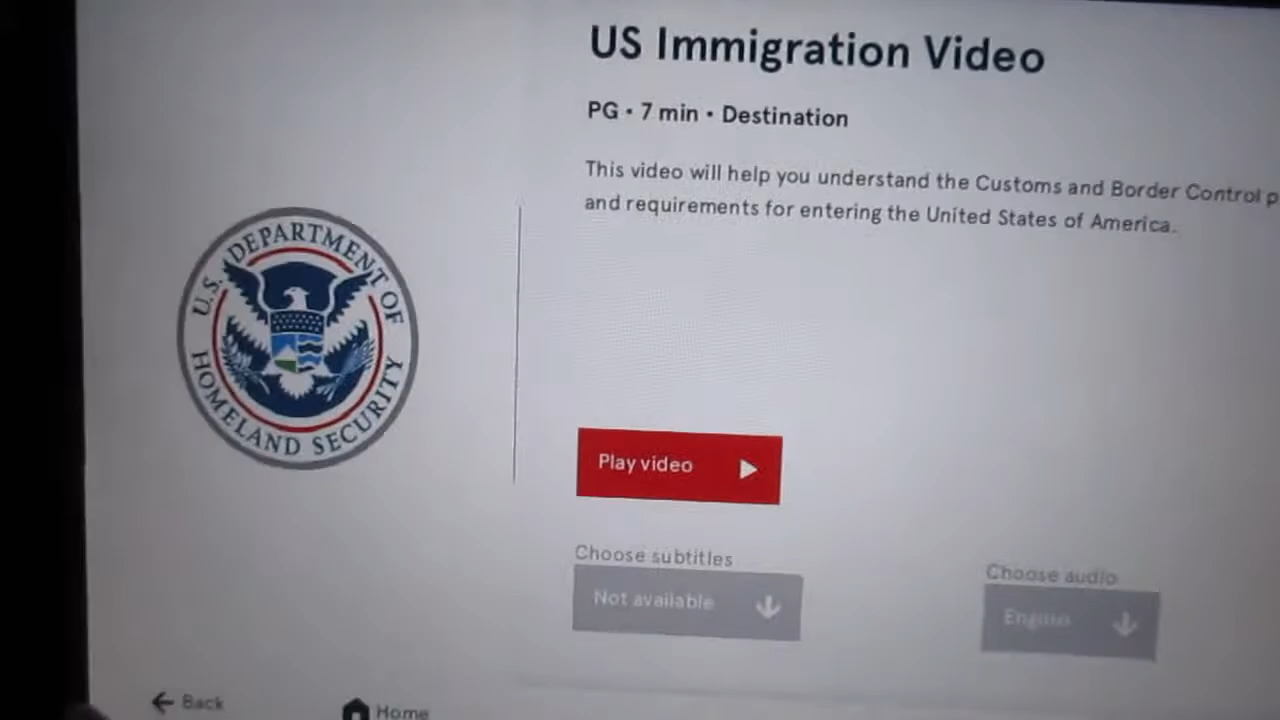 US Immigration Video
PG • 7 min • Destination
This video will help you understand the Customs and Border Control
and requirements for entering the United States of America.
U.S. DEPARTMENT OF
HOMELAND SECURITY
Play video
Choose subtitles
Not available
Choose audio
English
Back
Home